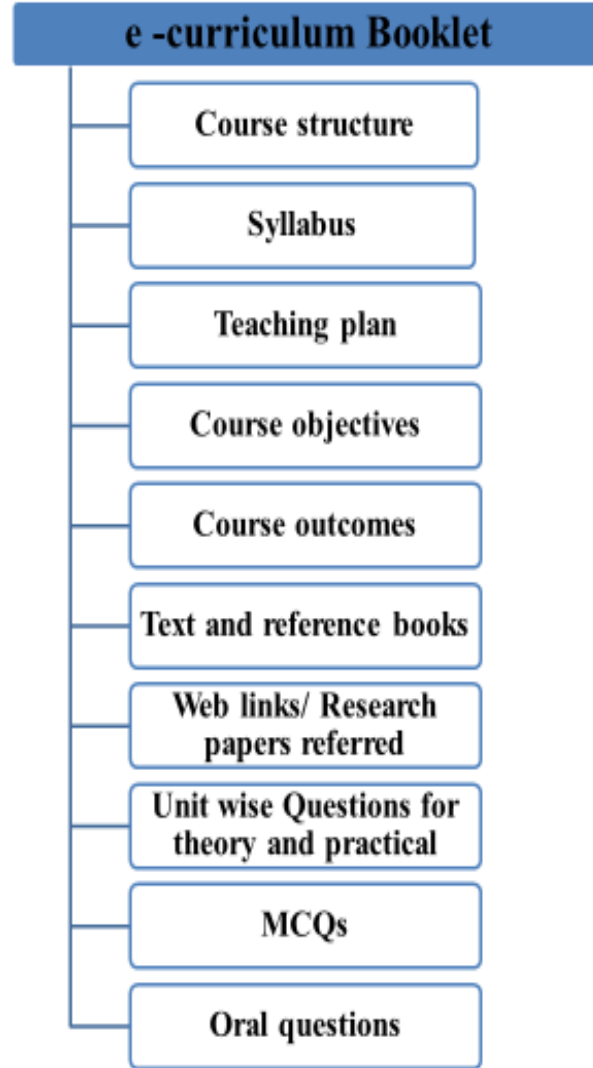 e -curriculum Booklet
Course structure
Syllabus
Teaching plan
Course objectives
Course outcomes
Text and reference books
Web links/ Research
papers referred
Unit wise Questions for
theory and practical
MCQs
Oral questions